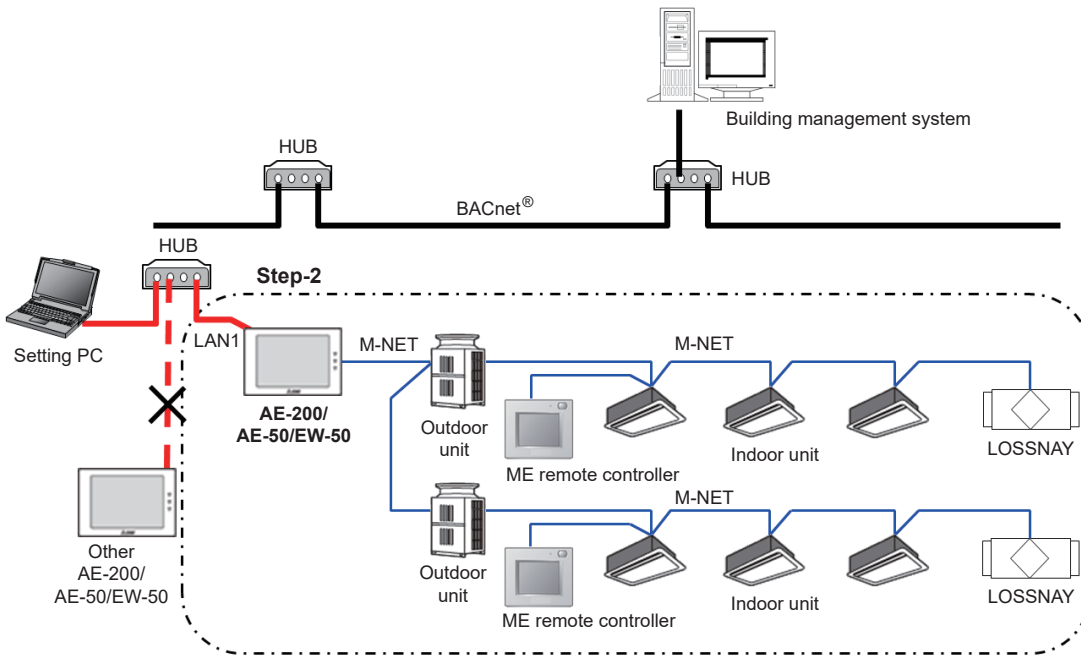 Building management system
HUB
HUB
BACnet®
HUB
Step-2
Setting PC
LAN1
M-NET
M-NET
AE-200/
AE-50/EW-50
Outdoor
unit
ME remote controller
Indoor unit
LOSSNAY
M-NET
Other
AE-200/
AE-50/EW-50
Outdoor
unit
ME remote controller
Indoor unit
LOSSNAY